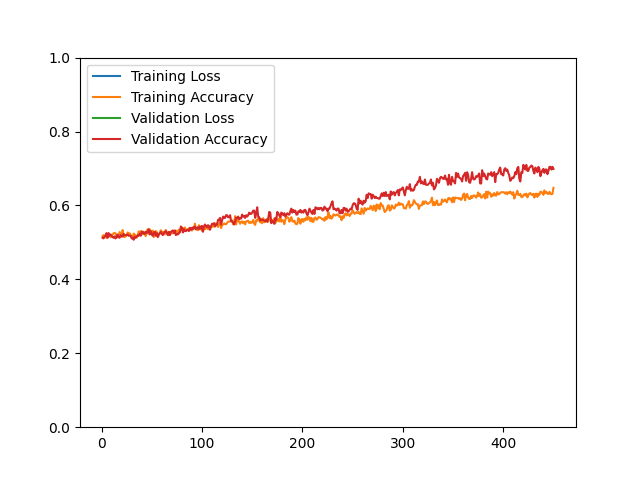 Training Loss
Training Accuracy
Validation Loss
Validation Accuracy
1.0
0.8
0.6
0.4
0.2
0.0
0 100 200 300 400